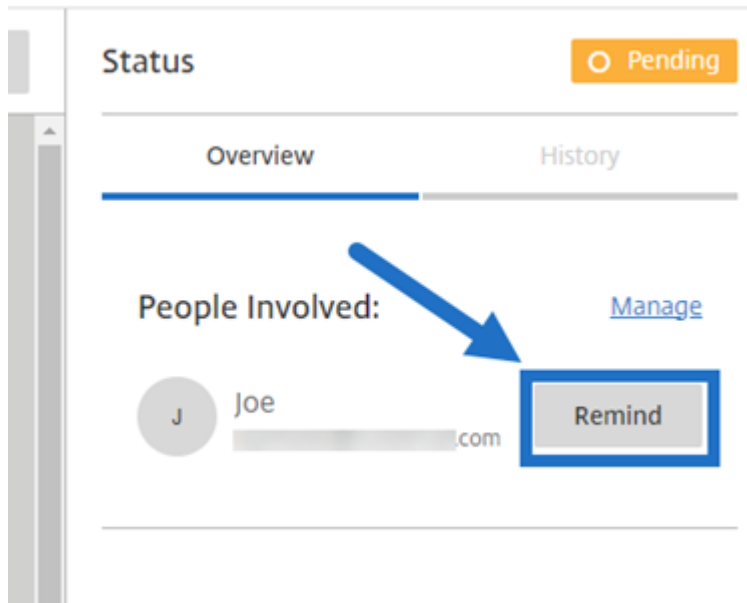 Status
Pending
Overview
History
People Involved:
Manage
J
Joe
.com
Remind